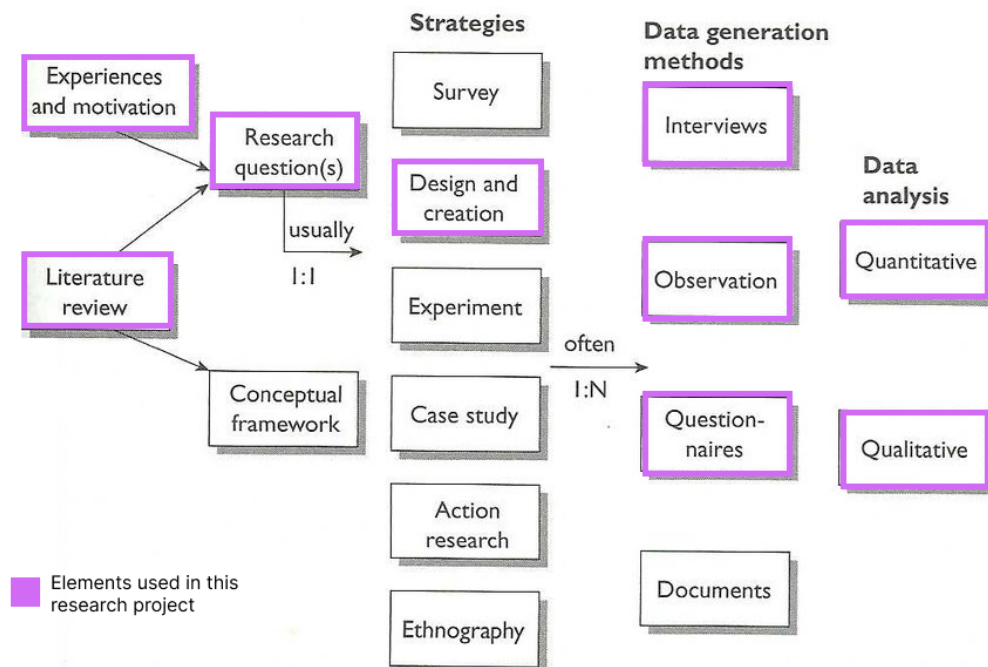 Experiences
and motivation
Literature
review
Research
question(s)
usually
1:1
Conceptual
framework
Strategies
Survey
Design and
creation
Experiment
Case study
Action
research
Ethnography
often
1:N
Data generation
methods
Interviews
Observation
Question-
naires
Documents
Data
analysis
Quantitative
Qualitative
Elements used in this
research project